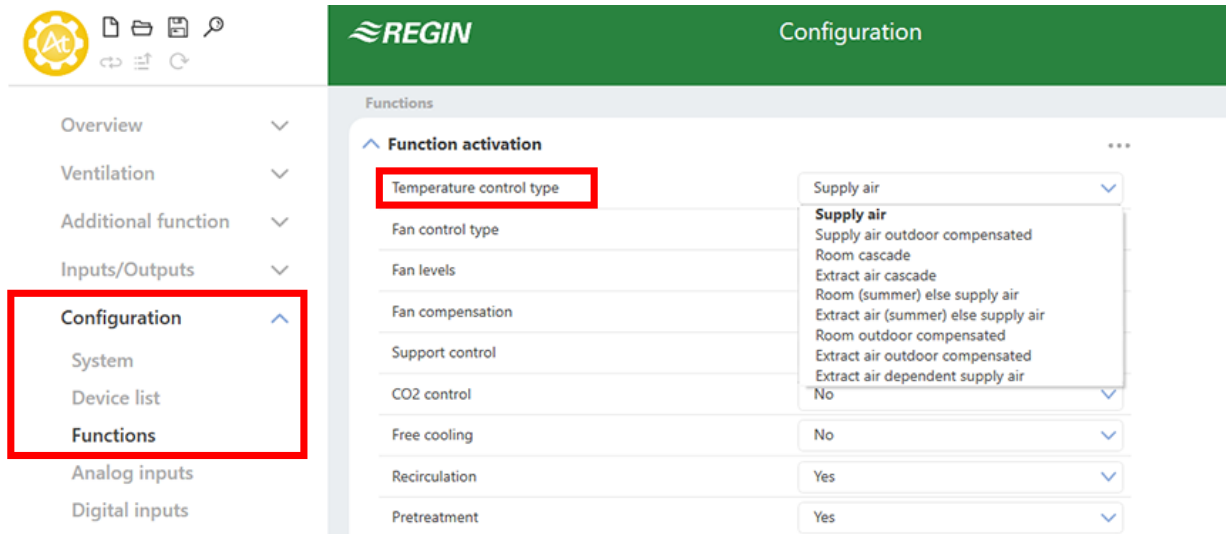 At
REGIN
Configuration
Overview
Ventilation
Additional function
Inputs/Outputs
Configuration
System
Device list
Functions
Analog inputs
Digital inputs
Functions
Function activation
Temperature control type
Supply air
Supply air
Supply air outdoor compensated
Room cascade
Extract air cascade
Room (summer) else supply air
Extract air (summer) else supply air
Room outdoor compensated
Extract air outdoor compensated
Extract air dependent supply air
Fan control type
Fan levels
Fan compensation
Support control
CO2 control
No
Free cooling
No
Recirculation
Yes
Pretreatment
Yes